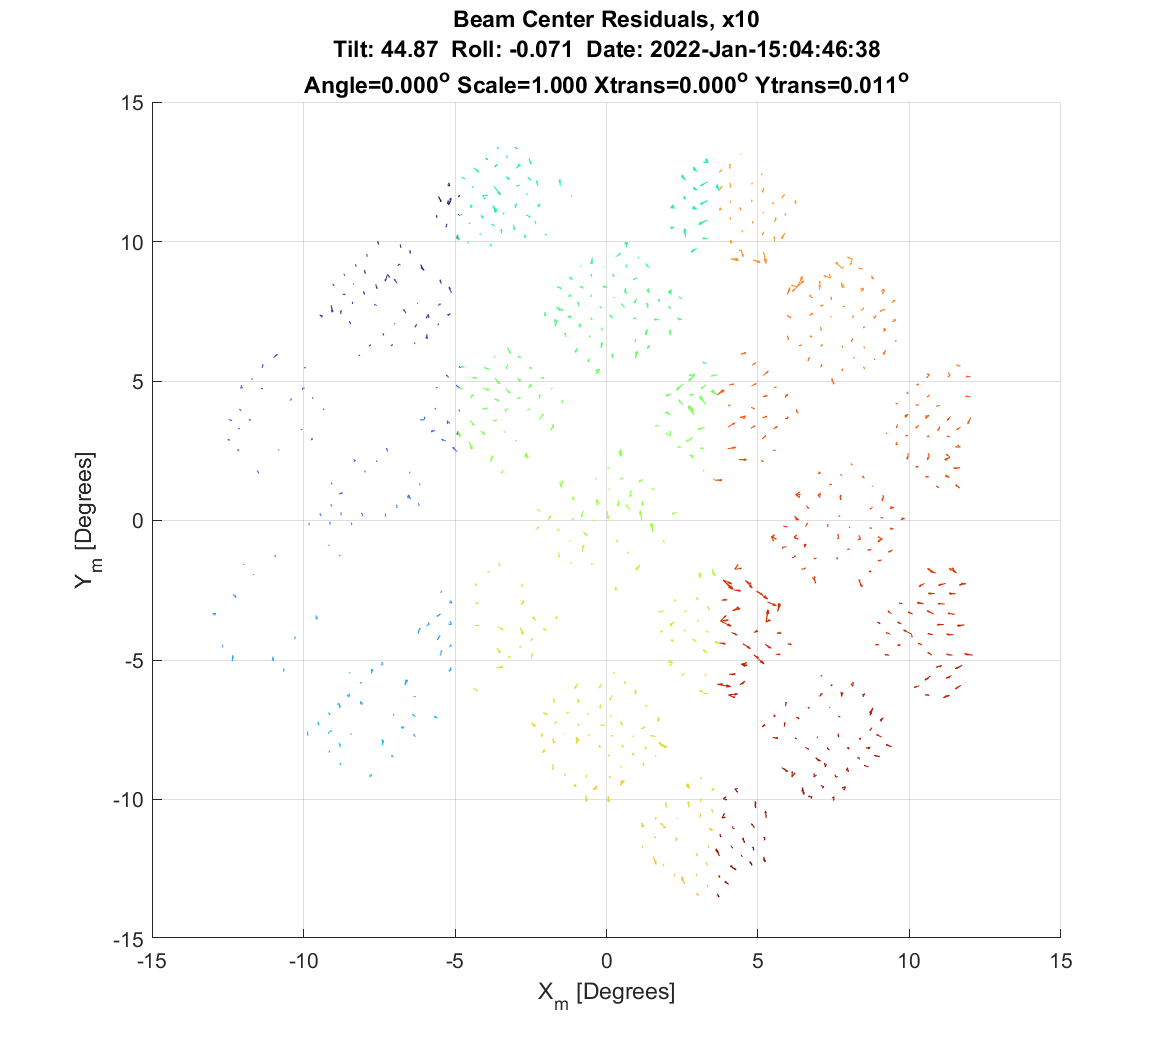 Beam Center Residuals, x10
Tilt: 44.87 Roll: -0.071 Date: 2022-Jan-15:04:46:38
Angle=0.000° Scale=1.000 Xtrans=0.000° Ytrans=0.011°
15
10
5
0
-5
-10
-15
Y_m [Degrees]
-15 -10 -5 0 5 10 15
X_m [Degrees]